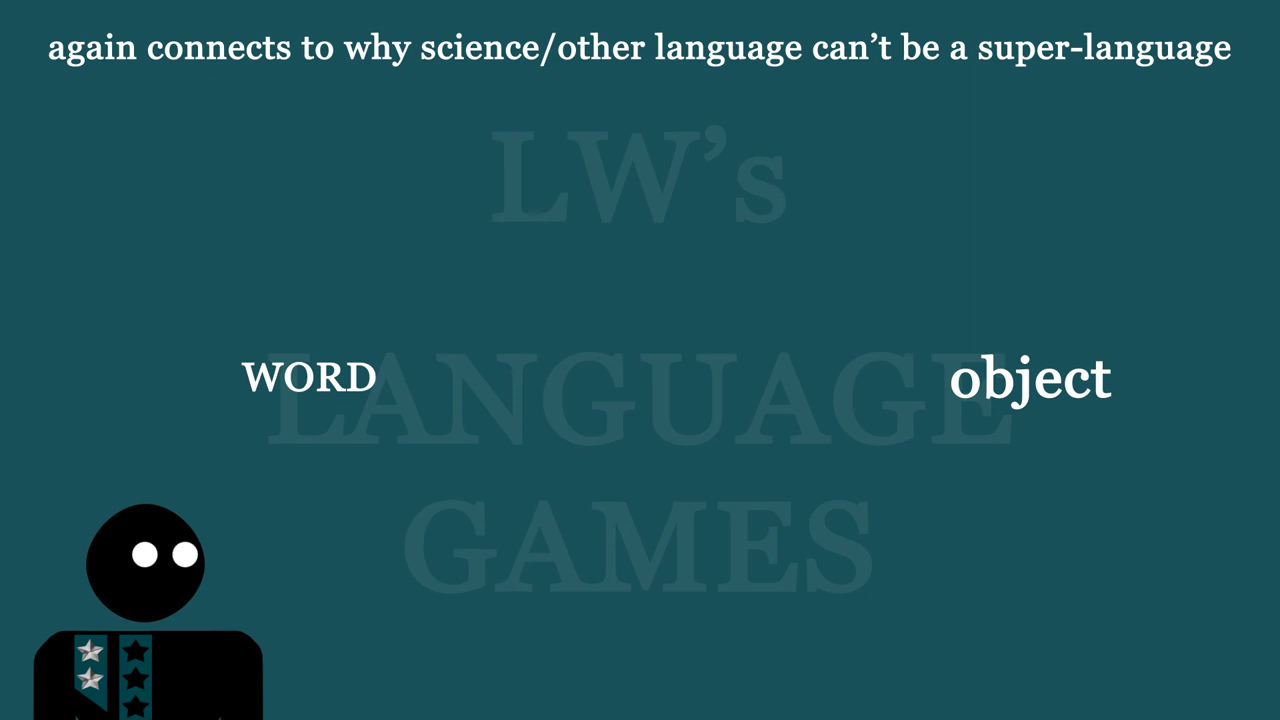 again connects to why science/other language can’t be a super-language
LW’s
WORD
object
LANGUAGE
GAMES